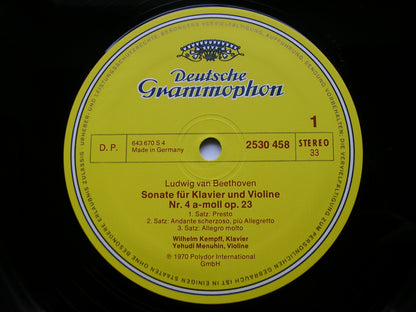 Deutsche
Grammophon
1
D. P.
643 670 S 4
Made in Germany
2530 458
STEREO
33
Ludwig van Beethoven
Sonate für Klavier und Violine
Nr. 4 a-moll op. 23
1. Satz: Presto
2. Satz: Andante scherzoso, più Allegretto
3. Satz: Allegro molto
Wilhelm Kempff, Klavier
Yehudi Menuhin, Violine
℗ 1970 Polydor International
GmbH